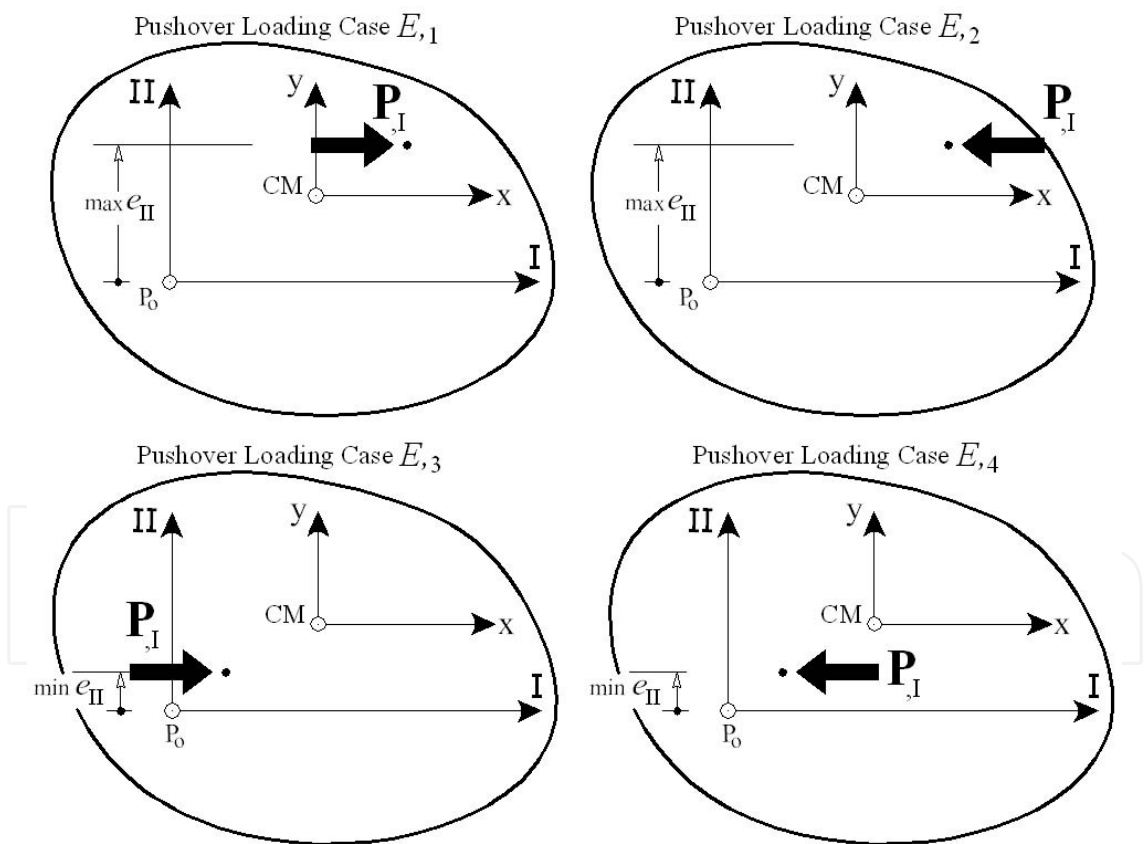 Pushover Loading Case E,1
II
y
P,I
max eII
CM
x
I
Po
Pushover Loading Case E,2
II
y
P,I
max eII
CM
x
I
Po
Pushover Loading Case E,3
II
y
CM
x
P,I
min eII
I
Po
Pushover Loading Case E,4
II
y
CM
x
P,I
min eII
I
Po